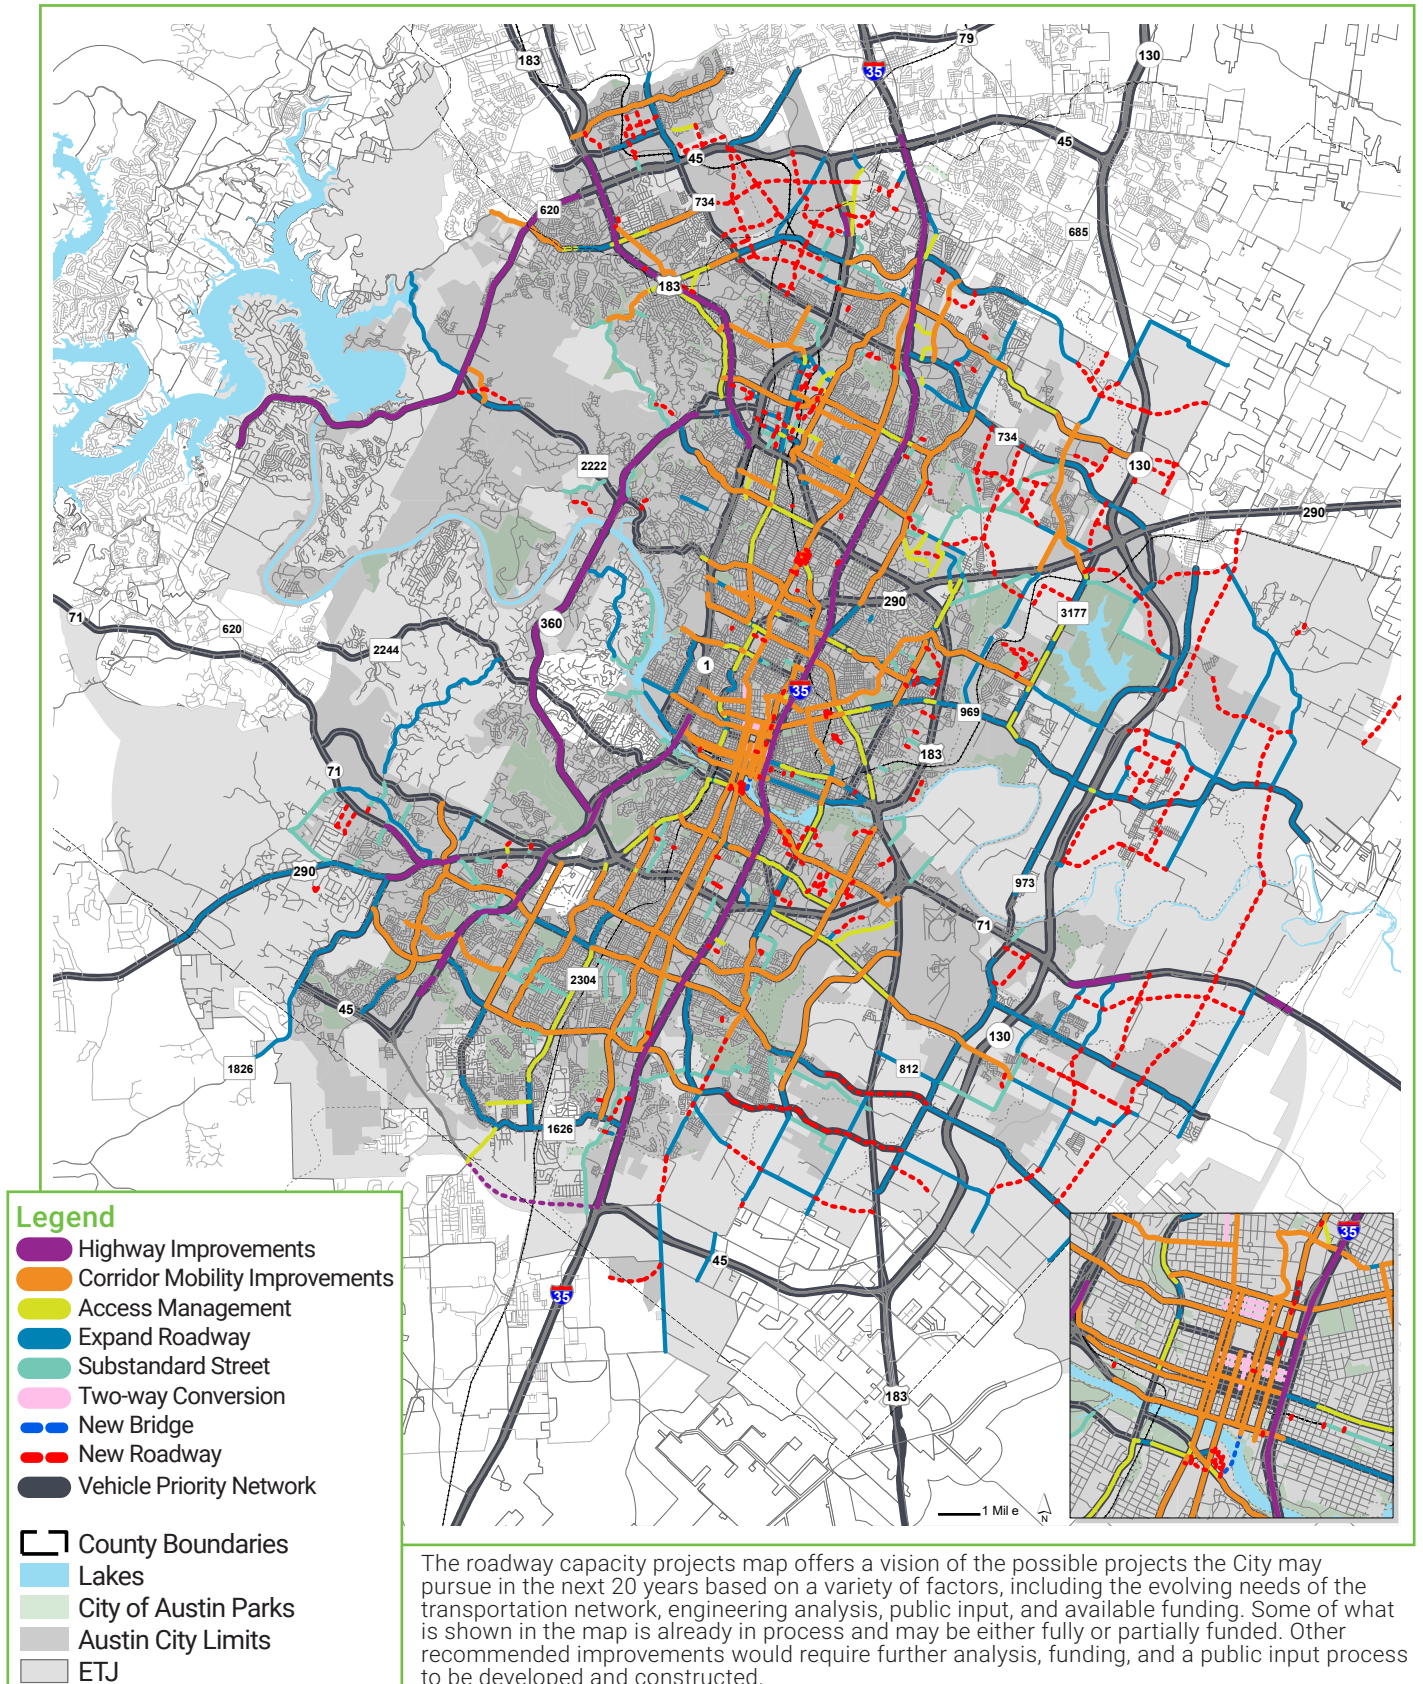 183
79
35
130
45
45
734
620
685
183
734
130
2222
290
290
71
620
2244
360
3177
1
35
969
183
71
290
973
71
2304
45
130
1826
812
1626
45
35
183
35
1 Mile
N
Legend
Highway Improvements
Corridor Mobility Improvements
Access Management
Expand Roadway
Substandard Street
Two-way Conversion
New Bridge
New Roadway
Vehicle Priority Network
County Boundaries
Lakes
City of Austin Parks
Austin City Limits
ETJ
The roadway capacity projects map offers a vision of the possible projects the City may
pursue in the next 20 years based on a variety of factors, including the evolving needs of the
transportation network, engineering analysis, public input, and available funding. Some of what
is shown in the map is already in process and may be either fully or partially funded. Other
recommended improvements would require further analysis, funding, and a public input process
to be developed and constructed.